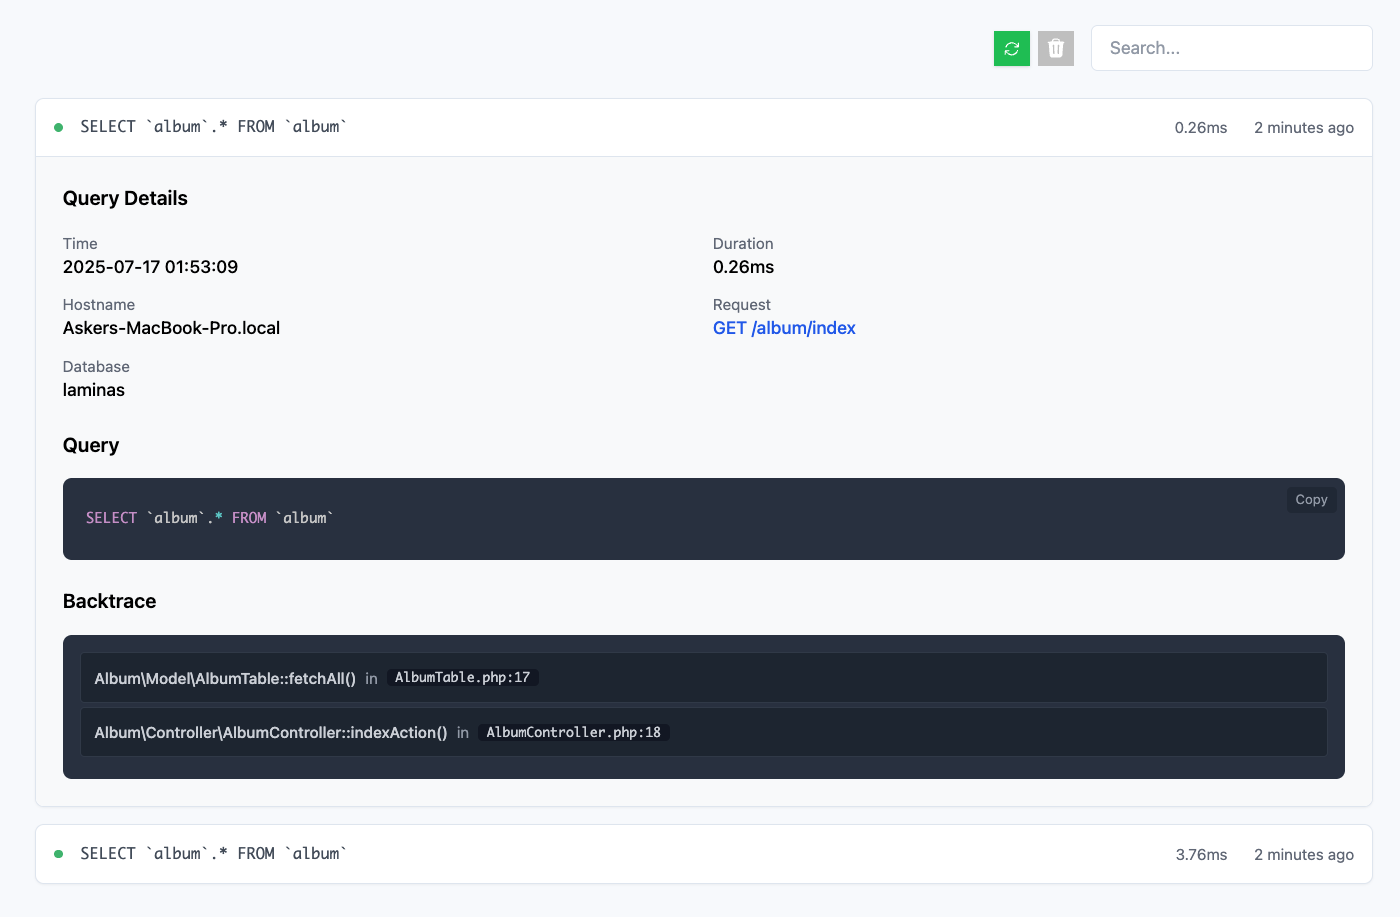 Search...
SELECT `album`.* FROM `album` 0.26ms 2 minutes ago
Query Details
Time Duration
2025-07-17 01:53:09 0.26ms
Hostname Request
Askers-MacBook-Pro.local GET /album/index
Database
laminas
Query
Copy
SELECT `album`.* FROM `album`
Backtrace
Album\Model\AlbumTable::fetchAll() in AlbumTable.php:17
Album\Controller\AlbumController::indexAction() in AlbumController.php:18
SELECT `album`.* FROM `album` 3.76ms 2 minutes ago